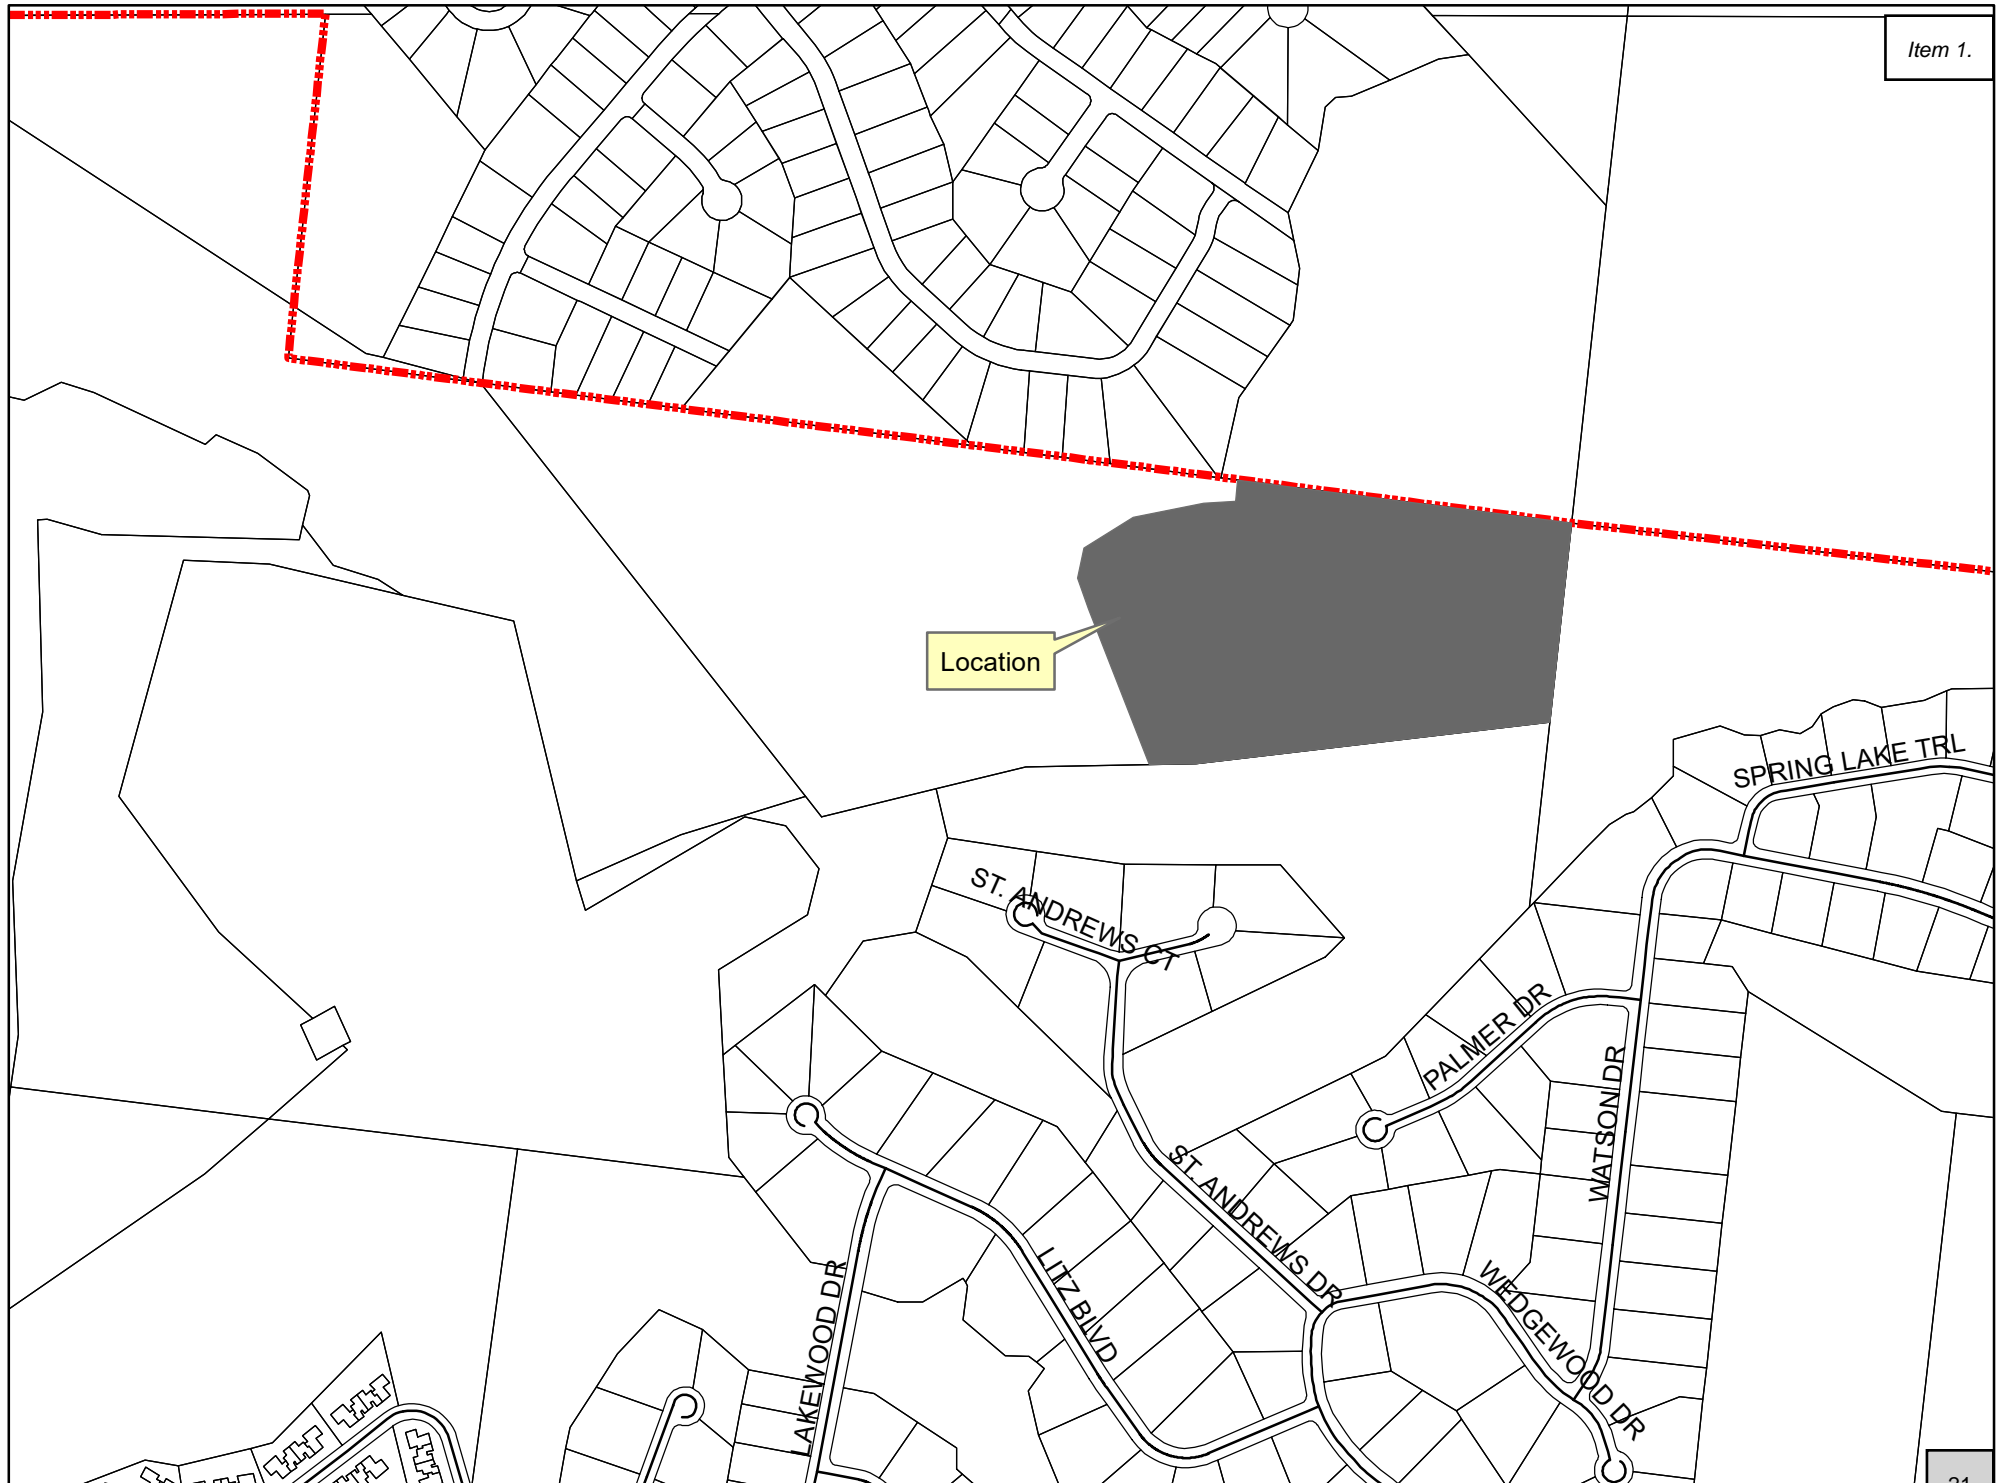 Item 1.
Location
SPRING LAKE TRL
ST. ANDREWS CT
PALMER DR
WATSON DR
ST. ANDREWS DR
LITZ BLVD
WEDGEWOOD DR
LAKEWOOD DR